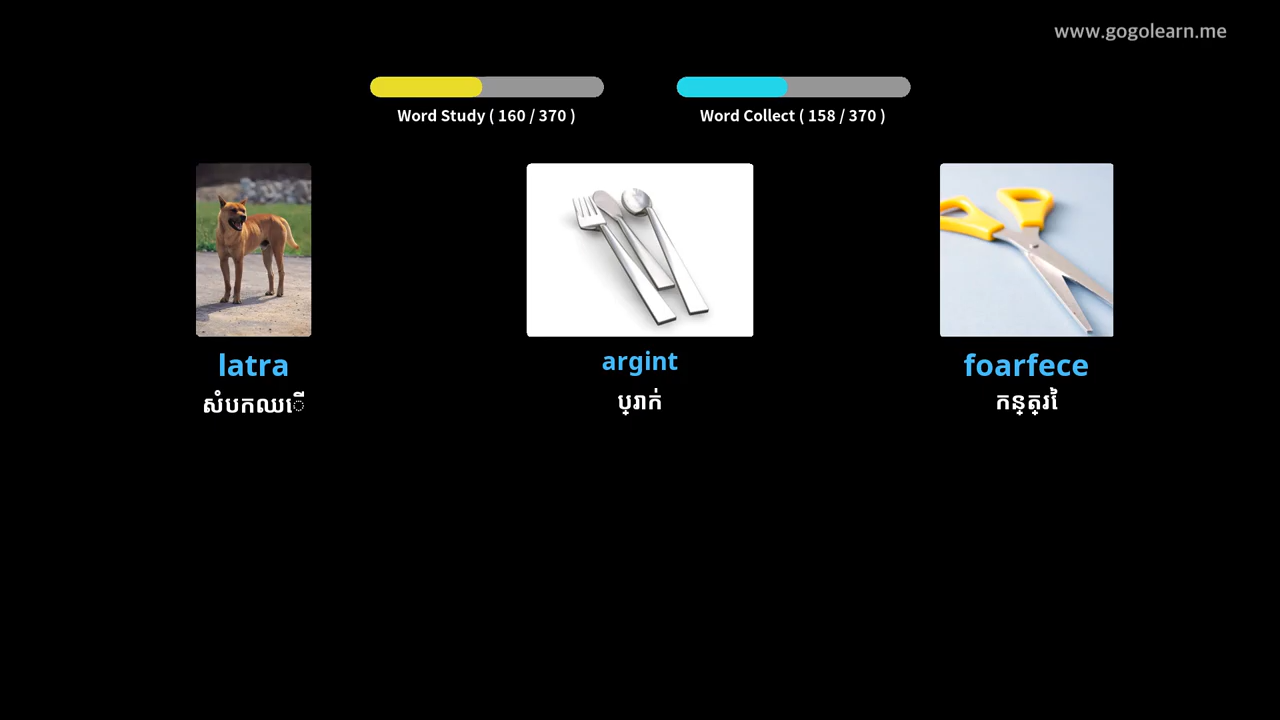 www.gogolearn.me
Word Study ( 160 / 370 )
Word Collect ( 158 / 370 )
latra
argint
foarfece
សំបកឈើ
ប្រាក់
កន្ត្រៃ